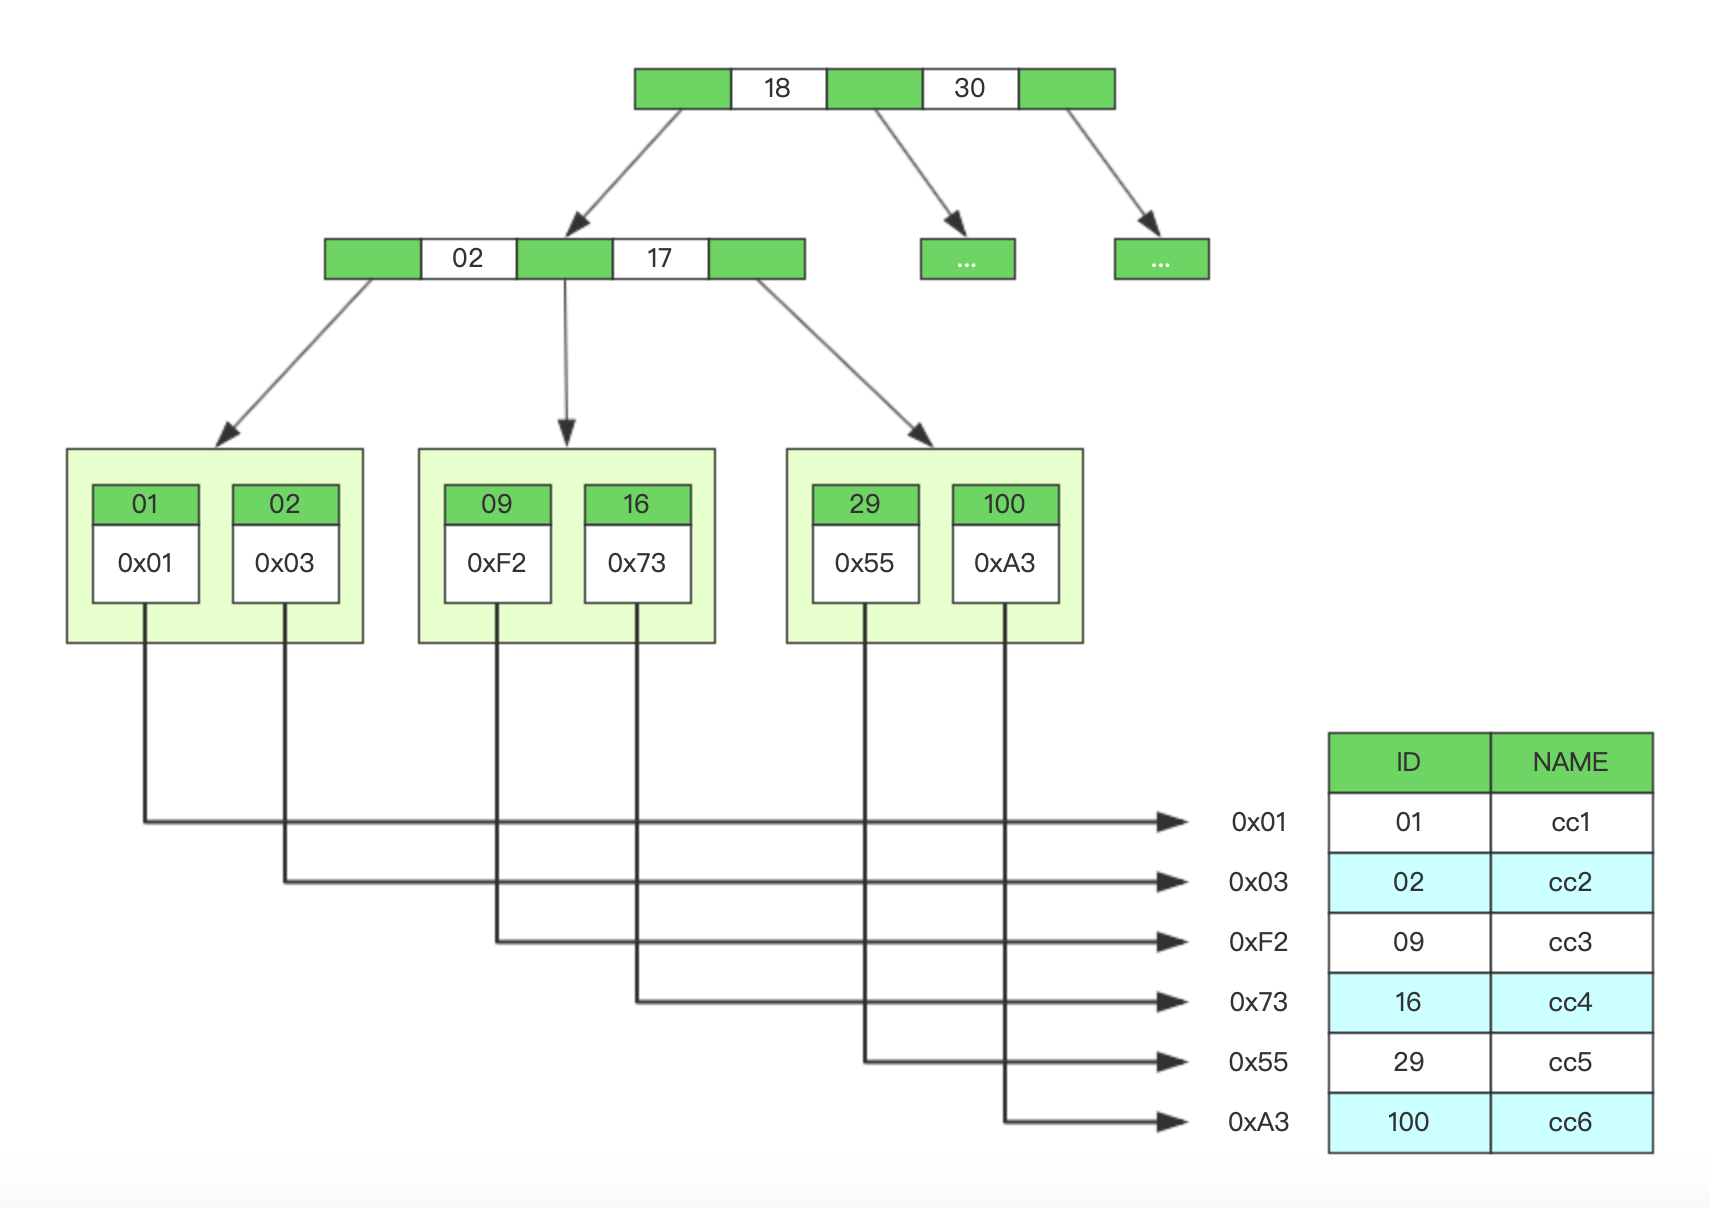 18 30
02 17 ... ...
01 02 09 16 29 100
0x01 0x03 0xF2 0x73 0x55 0xA3
ID NAME
0x01 01 cc1
0x03 02 cc2
0xF2 09 cc3
0x73 16 cc4
0x55 29 cc5
0xA3 100 cc6